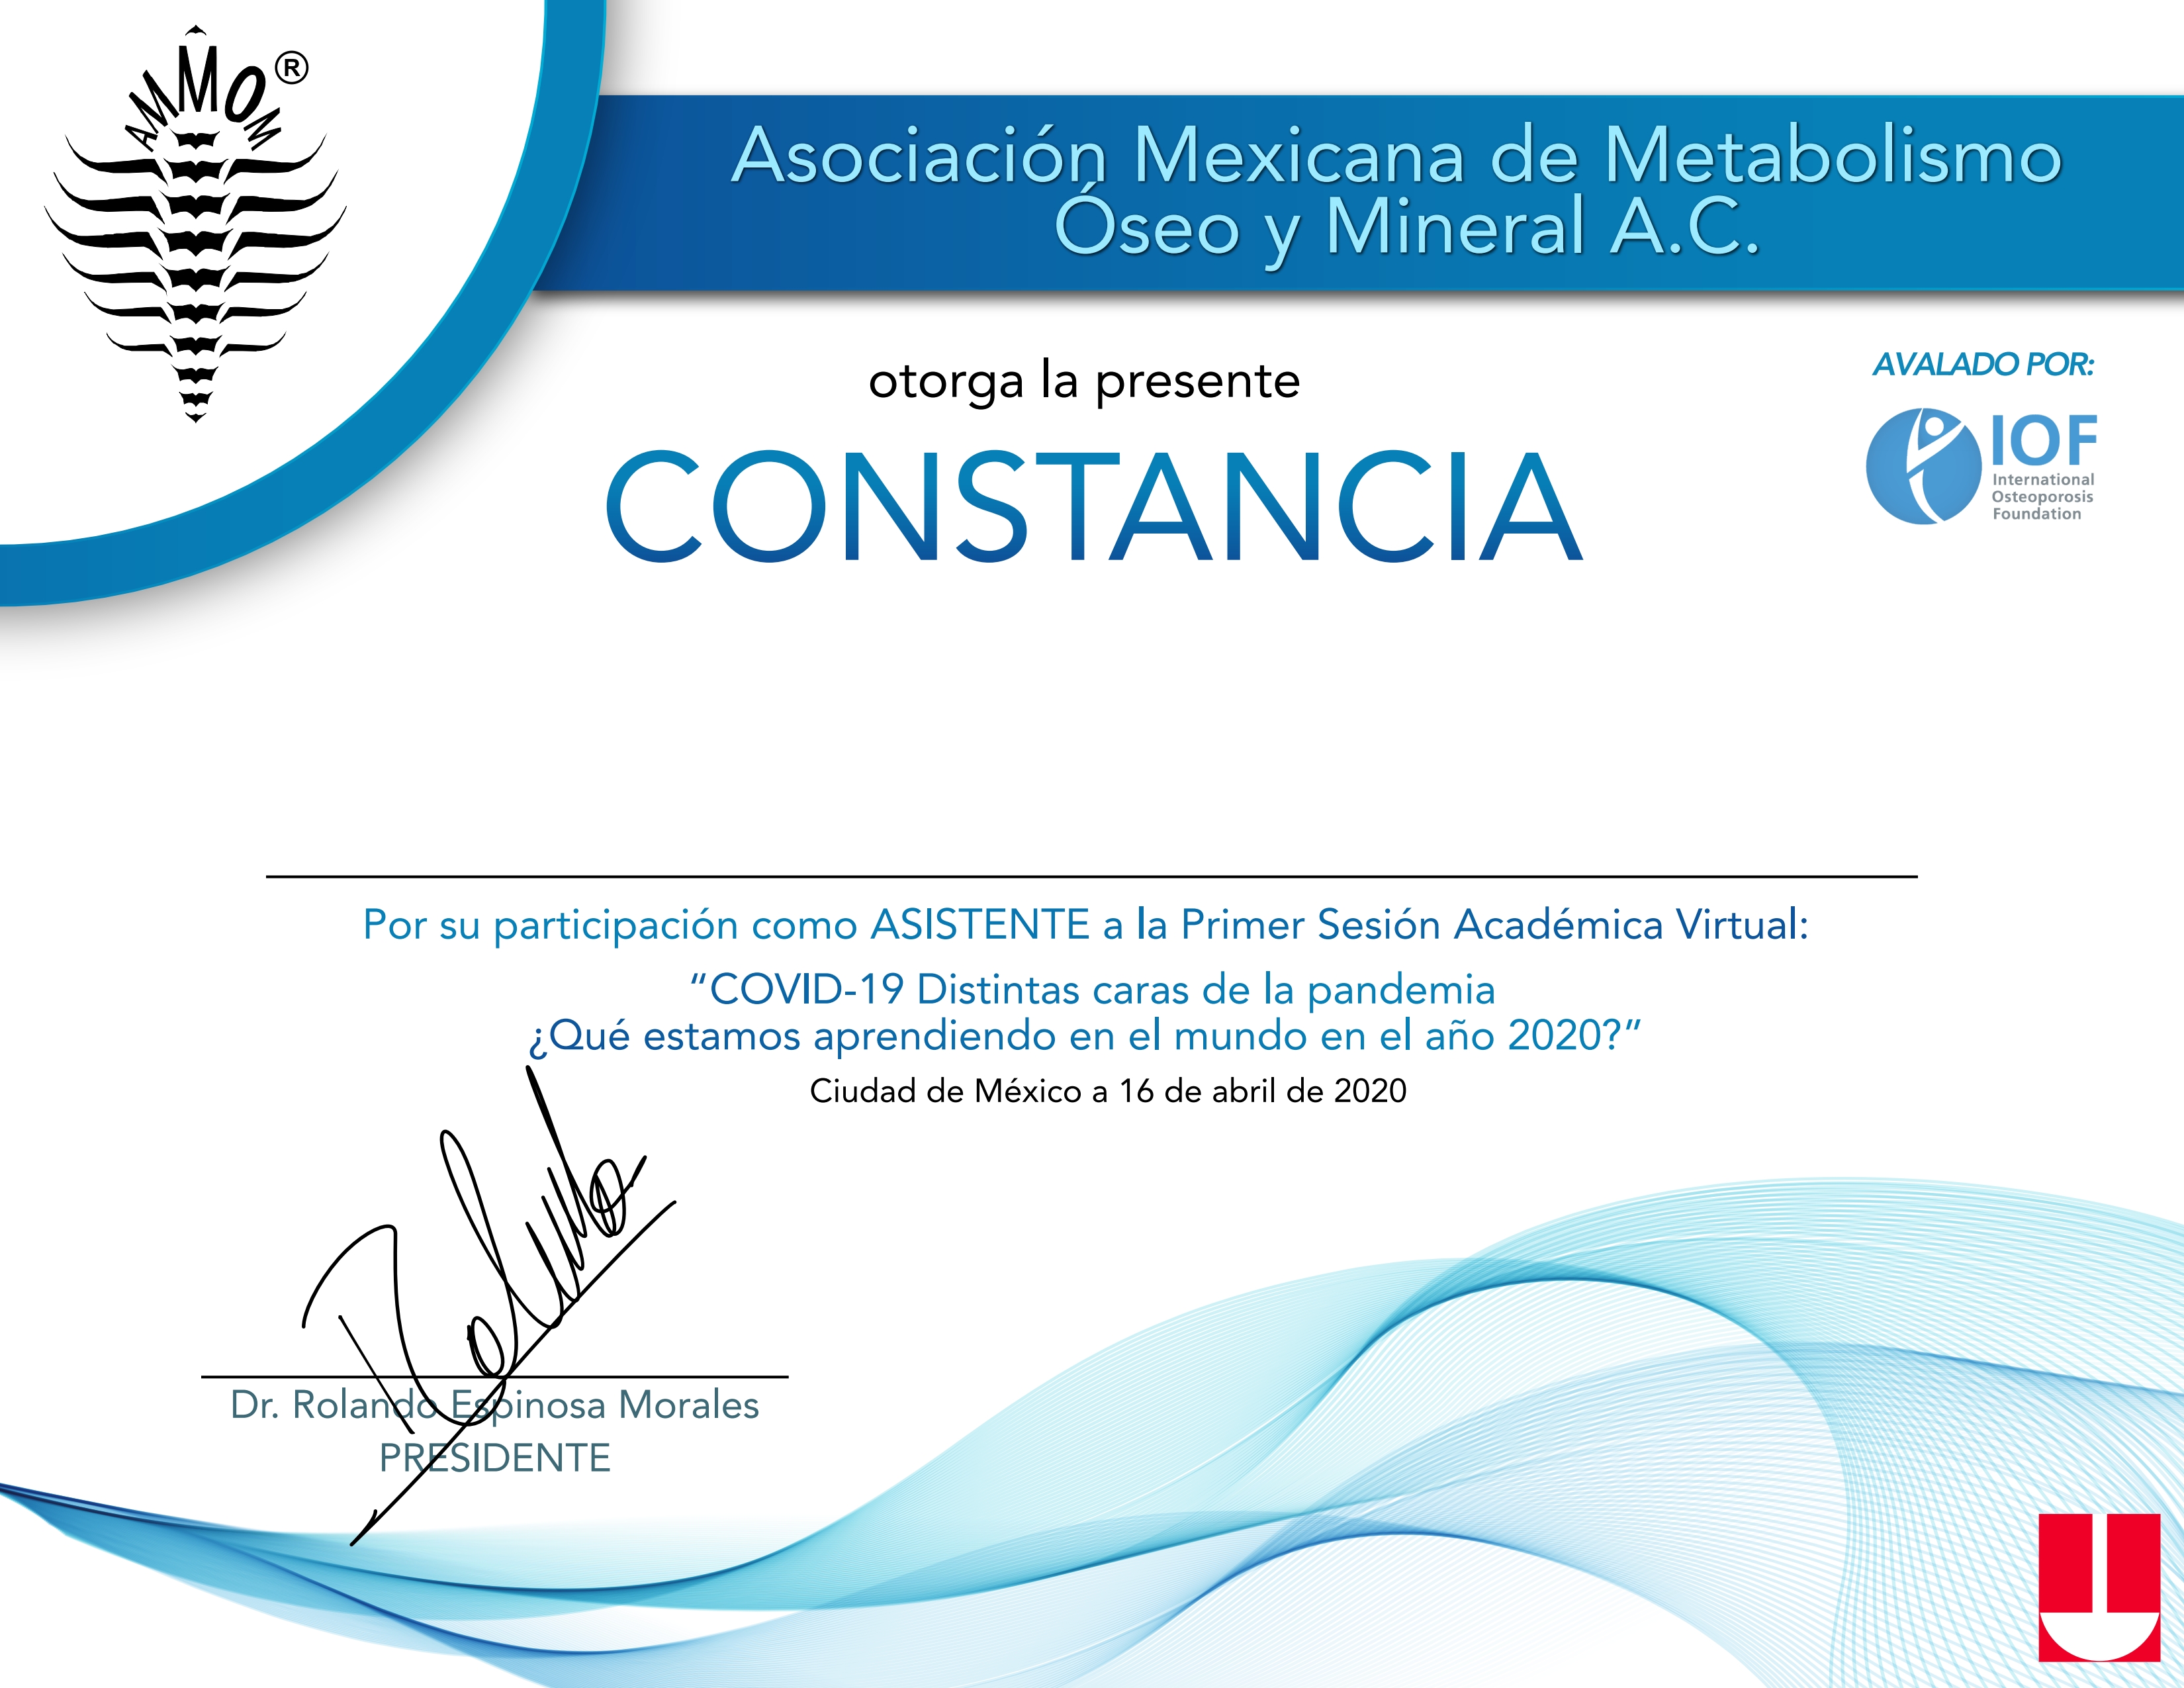 AMMOM®
Asociación Mexicana de Metabolismo
Óseo y Mineral A.C.
otorga la presente
AVALADO POR:
CONSTANCIA
IOF
International
Osteoporosis
Foundation
Por su participación como ASISTENTE a la Primer Sesión Académica Virtual:
“COVID-19 Distintas caras de la pandemia
¿Qué estamos aprendiendo en el mundo en el año 2020?”
Ciudad de México a 16 de abril de 2020
Dr. Rolando Espinosa Morales
PRESIDENTE